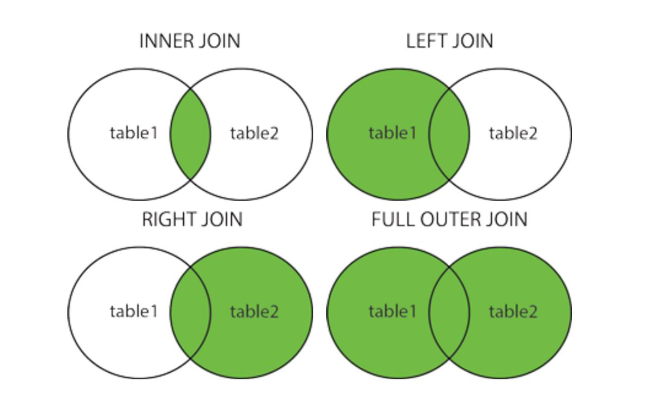 INNER JOIN
LEFT JOIN
table1
table2
table1
table2
RIGHT JOIN
FULL OUTER JOIN
table1
table2
table1
table2